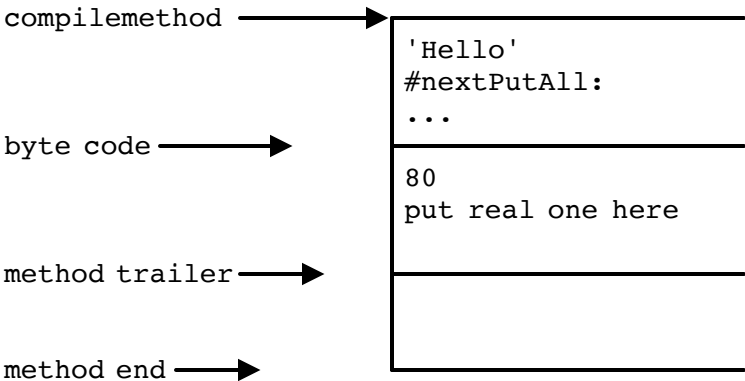 compilemethod
'Hello'
#nextPutAll:
...
byte code
80
put real one here
method trailer
method end